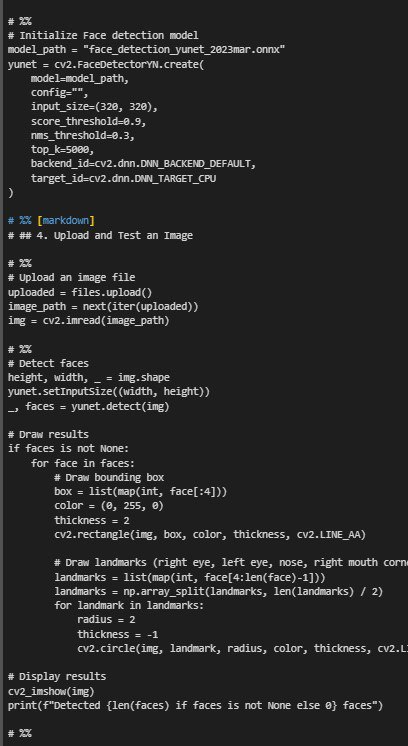 # %%
# Initialize Face detection model
model_path = "face_detection_yunet_2023mar.onnx"
yunet = cv2.FaceDetectorYN.create(
    model=model_path,
    config="",
    input_size=(320, 320),
    score_threshold=0.9,
    nms_threshold=0.3,
    top_k=5000,
    backend_id=cv2.dnn.DNN_BACKEND_DEFAULT,
    target_id=cv2.dnn.DNN_TARGET_CPU
)
# %% [markdown]
# ## 4. Upload and Test an Image
# %%
# Upload an image file
uploaded = files.upload()
image_path = next(iter(uploaded))
img = cv2.imread(image_path)
# %%
# Detect faces
height, width, _ = img.shape
yunet.setInputSize((width, height))
_, faces = yunet.detect(img)
# Draw results
if faces is not None:
    for face in faces:
        # Draw bounding box
        box = list(map(int, face[:4]))
        color = (0, 255, 0)
        thickness = 2
        cv2.rectangle(img, box, color, thickness, cv2.LINE_AA)
        # Draw landmarks (right eye, left eye, nose, right mouth corne
        landmarks = list(map(int, face[4:len(face)-1]))
        landmarks = np.array_split(landmarks, len(landmarks) / 2)
        for landmark in landmarks:
            radius = 2
            thickness = -1
            cv2.circle(img, landmark, radius, color, thickness, cv2.LI
# Display results
cv2_imshow(img)
print(f"Detected {len(faces) if faces is not None else 0} faces")
# %%